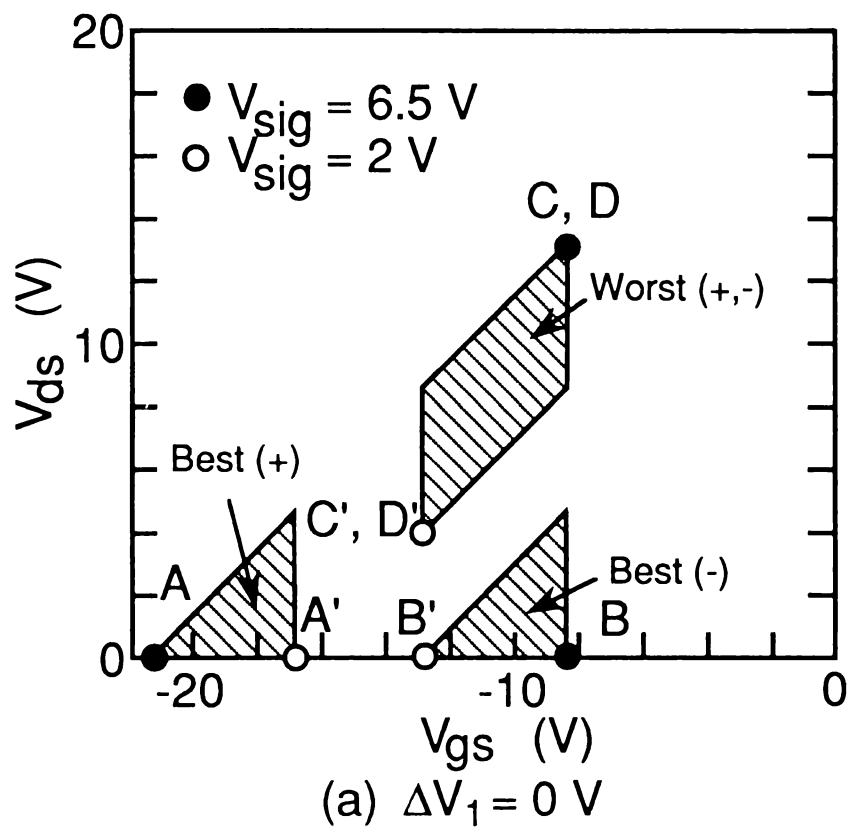 20
V_sig = 6.5 V
V_sig = 2 V
C, D
Worst (+,-)
10
V_ds (V)
Best (+)
C', D'
A
Best (-)
A'
B'
B
0
-20
-10
0
V_gs (V)
(a) ΔV_1 = 0 V